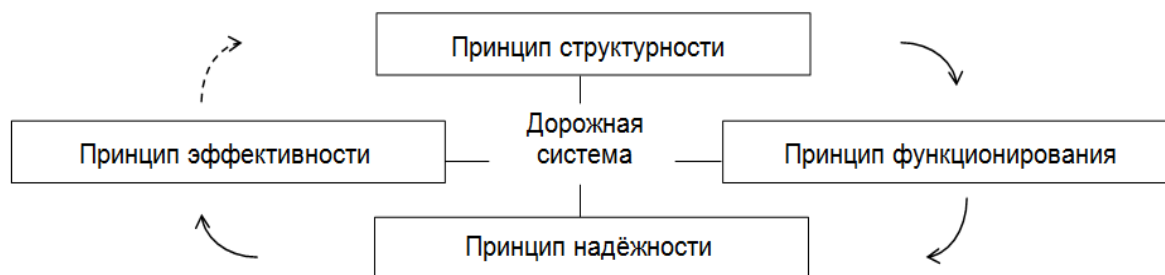 Принцип структурности
Дорожная
система
Принцип эффективности
Принцип функционирования
Принцип надёжности